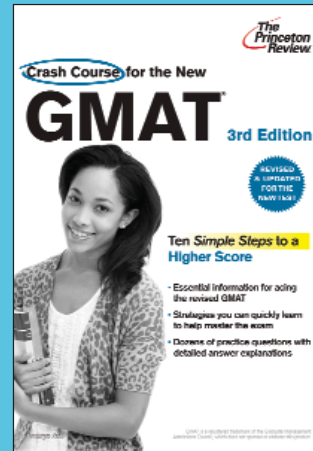 The
Princeton
Review
Crash Course for the New
GMAT®
3rd Edition
REVISED
& UPDATED
FOR THE
NEW TEST
Ten Simple Steps to a
Higher Score
• Essential information for acing
the revised GMAT
• Strategies you can quickly learn
to help master the exam
• Dozens of practice questions with
detailed answer explanations